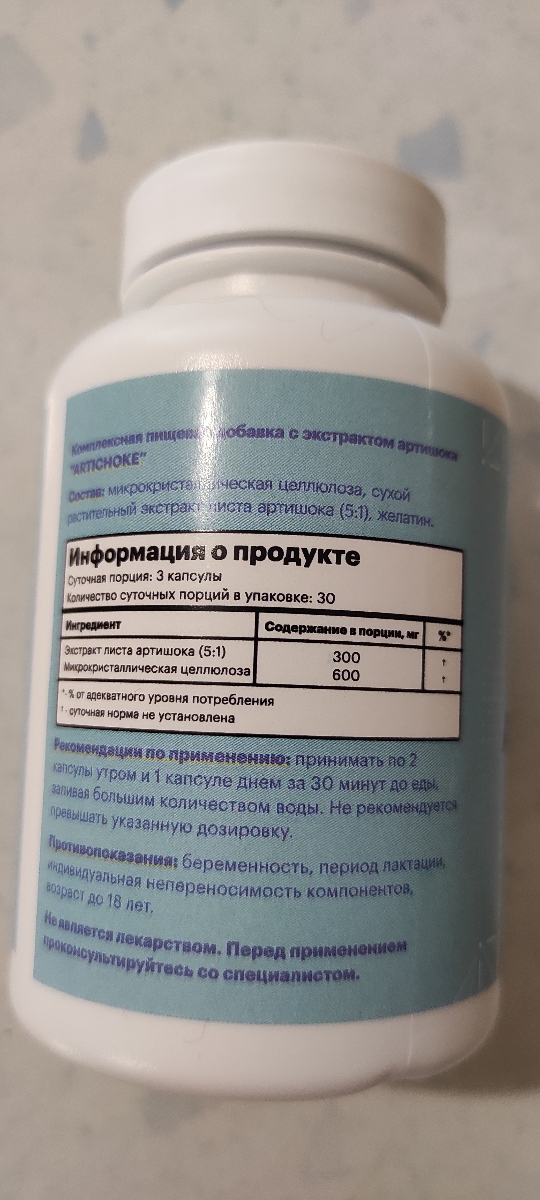 Комплексная пищевая добавка с экстрактом артишока
"ARTICHOKE"
Состав: микрокристаллическая целлюлоза, сухой
растительный экстракт листа артишока (5:1), желатин.
Информация о продукте
Суточная порция: 3 капсулы
Количество суточных порций в упаковке: 30
Ингредиент Содержание в порции, мг %*
Экстракт листа артишока (5:1) 300 †
Микрокристаллическая целлюлоза 600 †
* - % от адекватного уровня потребления
† - суточная норма не установлена
Рекомендации по применению: принимать по 2
капсулы утром и 1 капсуле днем за 30 минут до еды,
запивая большим количеством воды. Не рекомендуется
превышать указанную дозировку.
Противопоказания: беременность, период лактации,
индивидуальная непереносимость компонентов,
возраст до 18 лет.
Не является лекарством. Перед применением
проконсультируйтесь со специалистом.